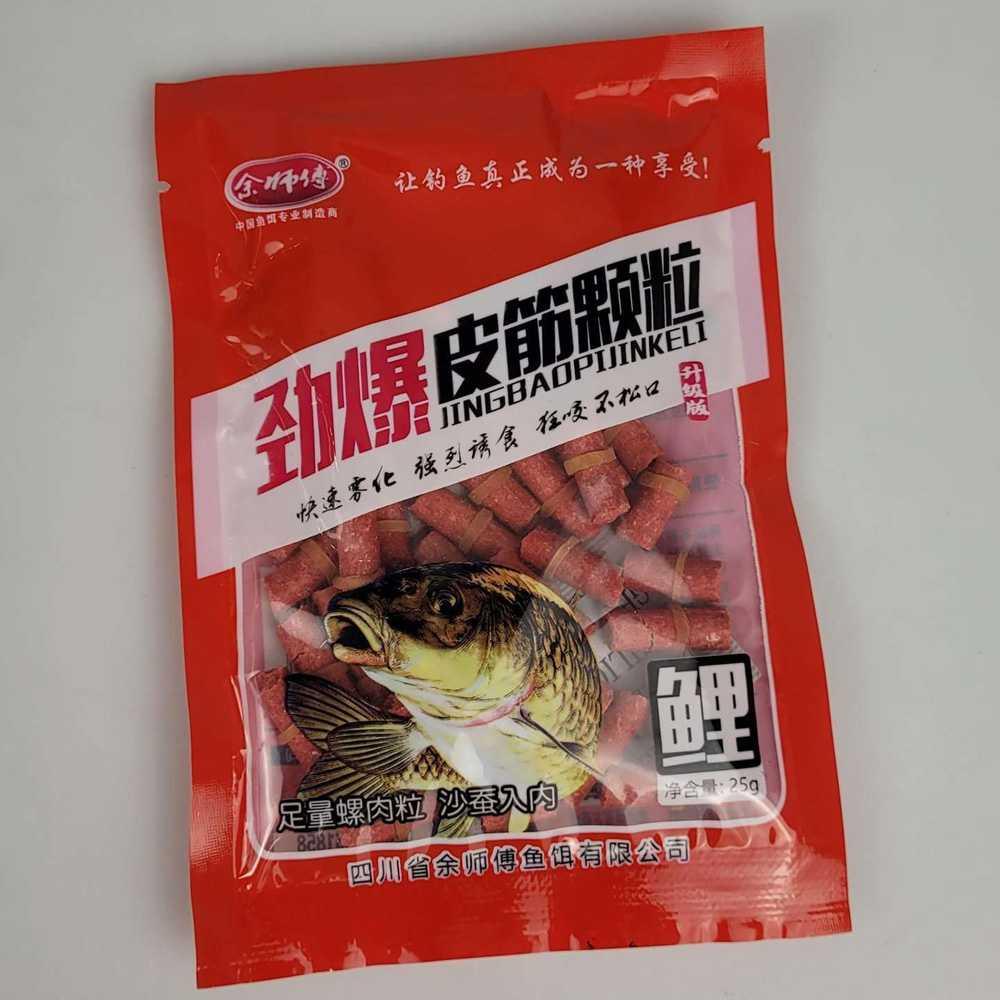 余师傅®
中国鱼饵专业制造商
让钓鱼真正成为一种享受!
劲爆皮筋颗粒
JINGBAOPIJINKELI
升级版
快速雾化 强烈诱食 狂咬不松口
鲤
净含量: 25g
足量螺肉粒 沙蚕入内
四川省余师傅鱼饵有限公司